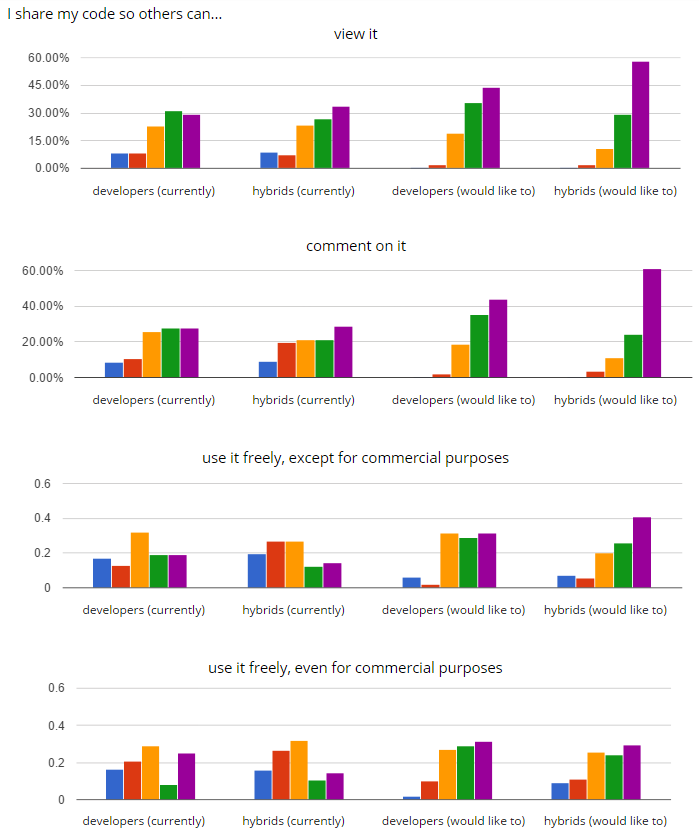 I share my code so others can...
view it
60.00%
45.00%
30.00%
15.00%
0.00%
developers (currently) hybrids (currently) developers (would like to) hybrids (would like to)
comment on it
60.00%
40.00%
20.00%
0.00%
developers (currently) hybrids (currently) developers (would like to) hybrids (would like to)
use it freely, except for commercial purposes
0.6
0.4
0.2
0
developers (currently) hybrids (currently) developers (would like to) hybrids (would like to)
use it freely, even for commercial purposes
0.6
0.4
0.2
0
developers (currently) hybrids (currently) developers (would like to) hybrids (would like to)